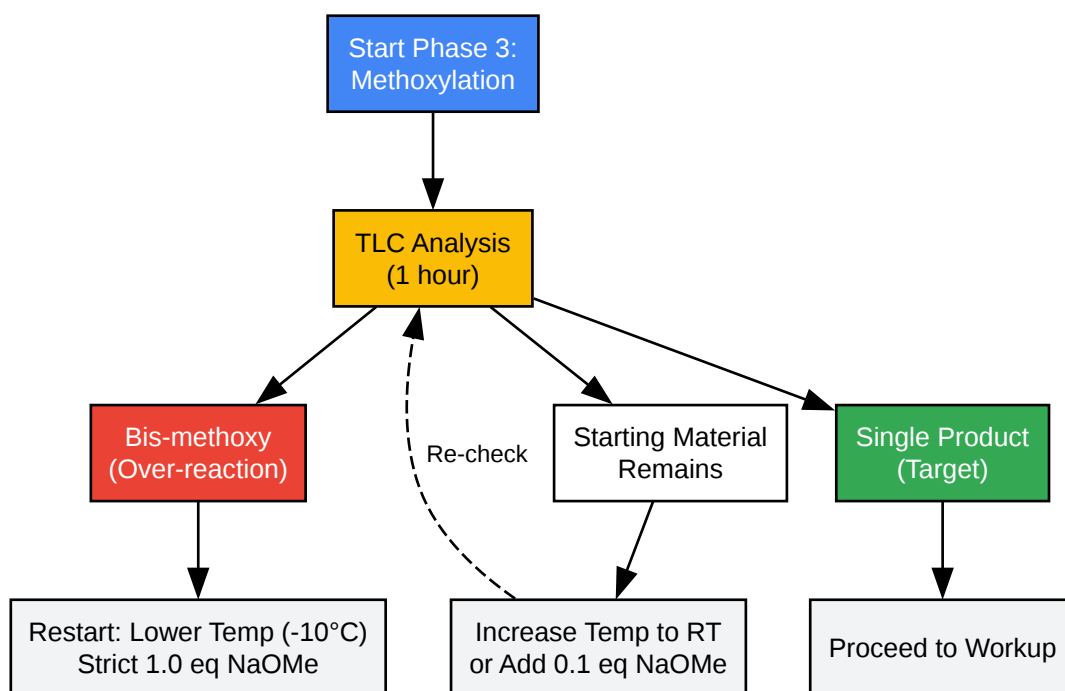 Start Phase 3:
Methoxylation
TLC Analysis
(1 hour)
Bis-methoxy
(Over-reaction)
Re-check
Starting Material
Remains
Single Product
(Target)
Restart: Lower Temp (-10°C)
Strict 1.0 eq NaOMe
Increase Temp to RT
or Add 0.1 eq NaOMe
Proceed to Workup